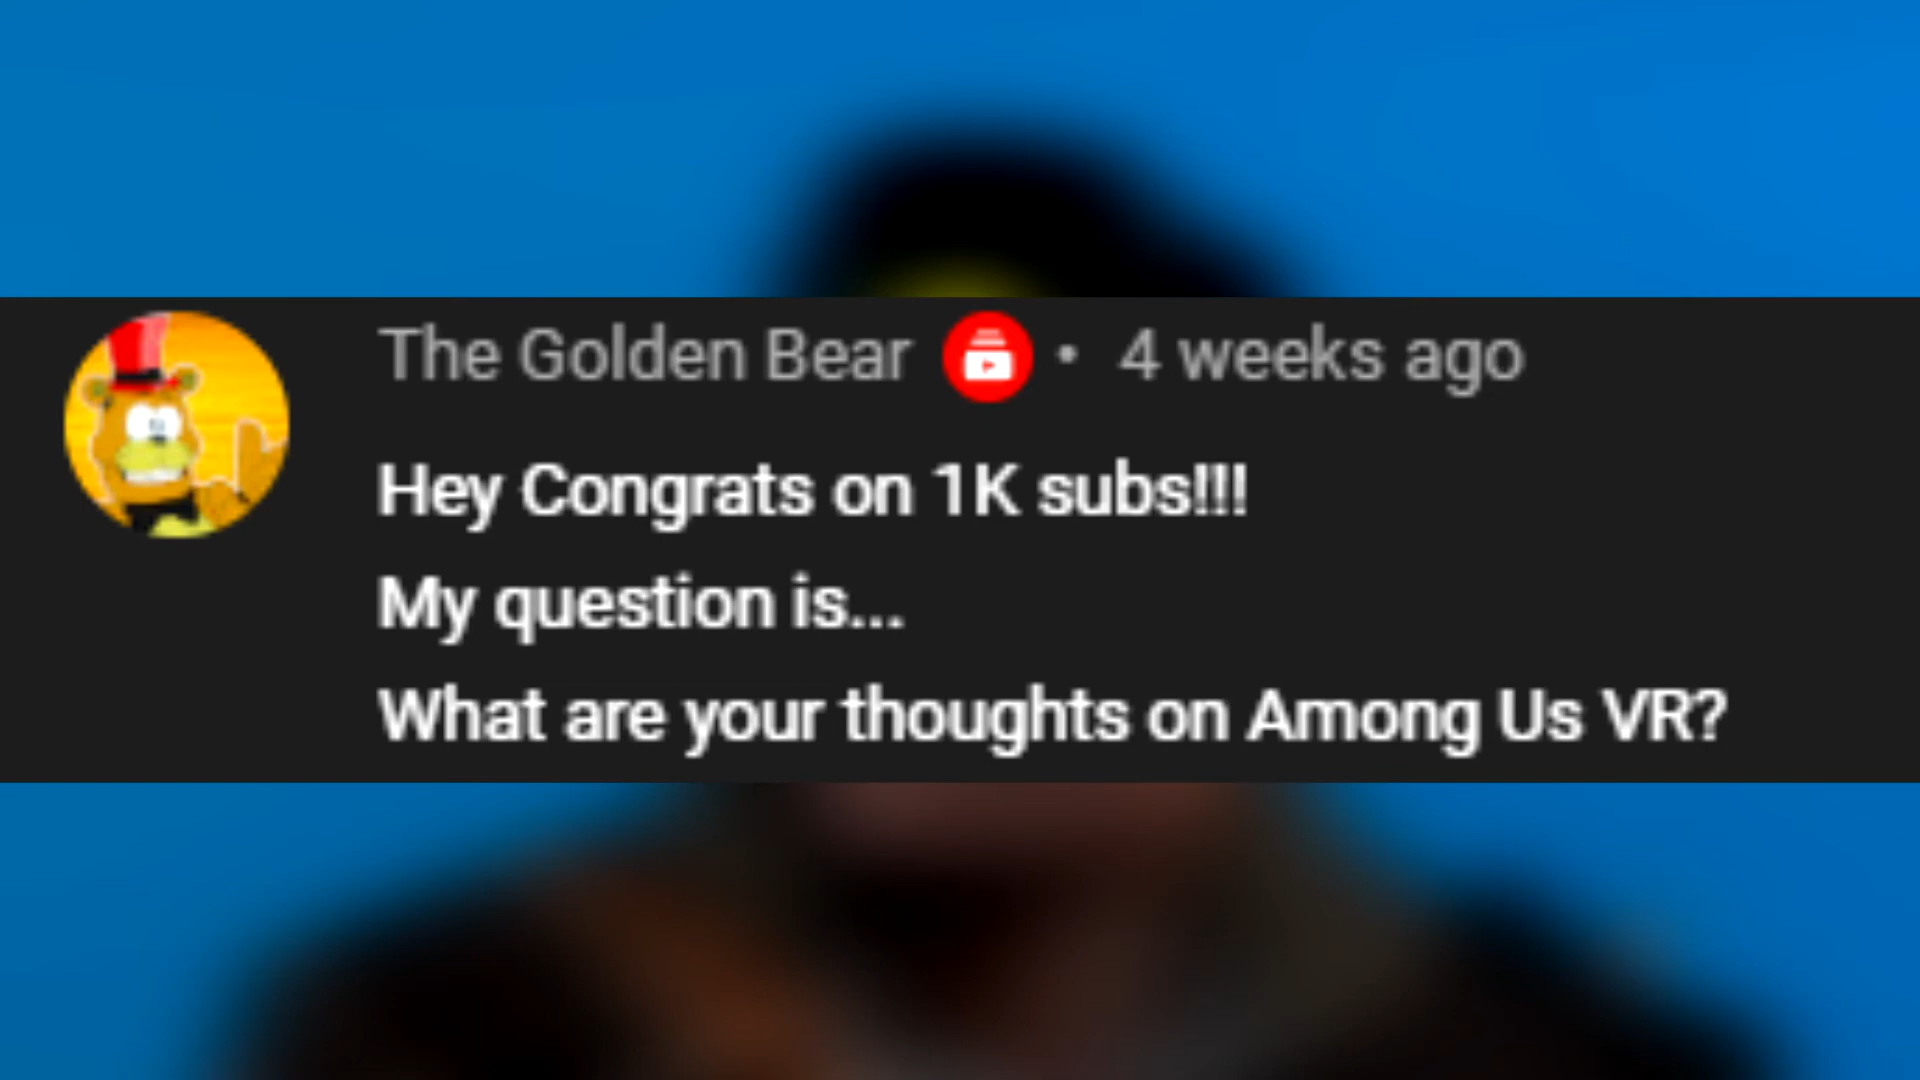 The Golden Bear • 4 weeks ago
Hey Congrats on 1K subs!!!
My question is...
What are your thoughts on Among Us VR?